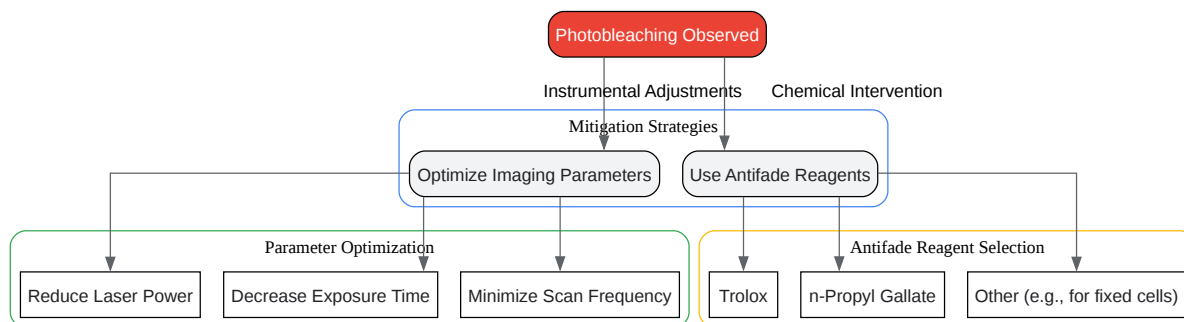 Photobleaching Observed
Instrumental Adjustments
Chemical Intervention
Mitigation Strategies
Optimize Imaging Parameters
Use Antifade Reagents
Parameter Optimization
Antifade Reagent Selection
Reduce Laser Power
Decrease Exposure Time
Minimize Scan Frequency
Trolox
n-Propyl Gallate
Other (e.g., for fixed cells)